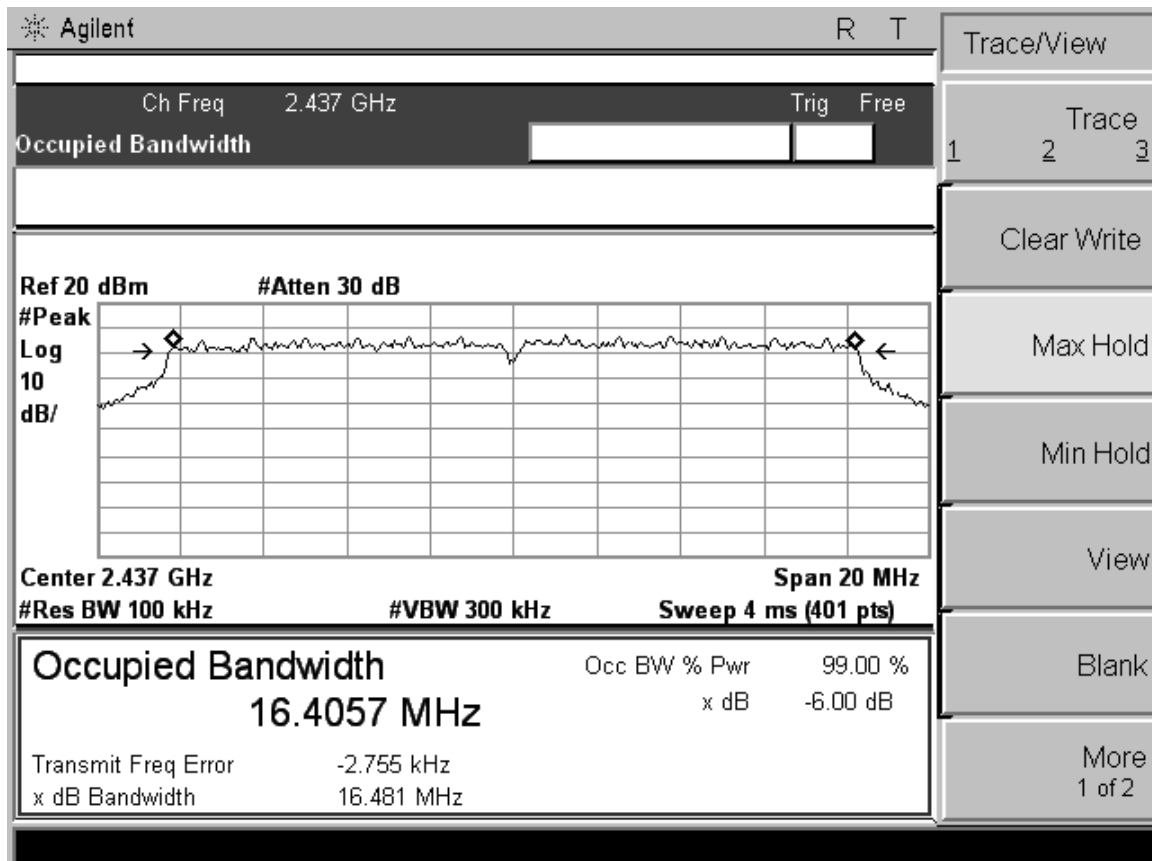 Agilent R T
Ch Freq 2.437 GHz Trig Free
Occupied Bandwidth
Ref 20 dBm #Atten 30 dB
#Peak
Log
10
dB/
Center 2.437 GHz Span 20 MHz
#Res BW 100 kHz #VBW 300 kHz Sweep 4 ms (401 pts)
Occupied Bandwidth
16.4057 MHz
Occ BW % Pwr 99.00 %
x dB -6.00 dB
Transmit Freq Error -2.755 kHz
x dB Bandwidth 16.481 MHz
Trace/View
Trace
1 2 3
Clear Write
Max Hold
Min Hold
View
Blank
More
1 of 2